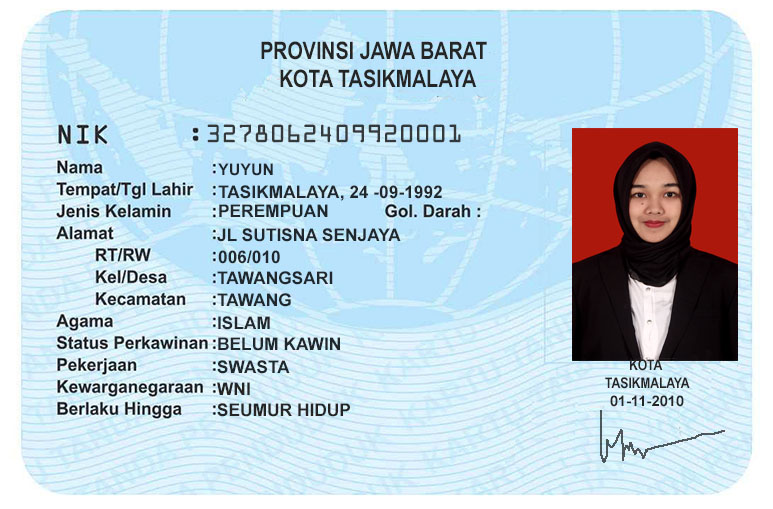 PROVINSI JAWA BARAT
KOTA TASIKMALAYA
NIK : 3278062409920001
Nama : YUYUN
Tempat/Tgl Lahir : TASIKMALAYA, 24 -09-1992
Jenis Kelamin : PEREMPUAN Gol. Darah :
Alamat : JL SUTISNA SENJAYA
RT/RW : 006/010
Kel/Desa : TAWANGSARI
Kecamatan : TAWANG
Agama : ISLAM
Status Perkawinan : BELUM KAWIN
Pekerjaan : SWASTA
Kewarganegaraan : WNI
Berlaku Hingga : SEUMUR HIDUP
KOTA
TASIKMALAYA
01-11-2010